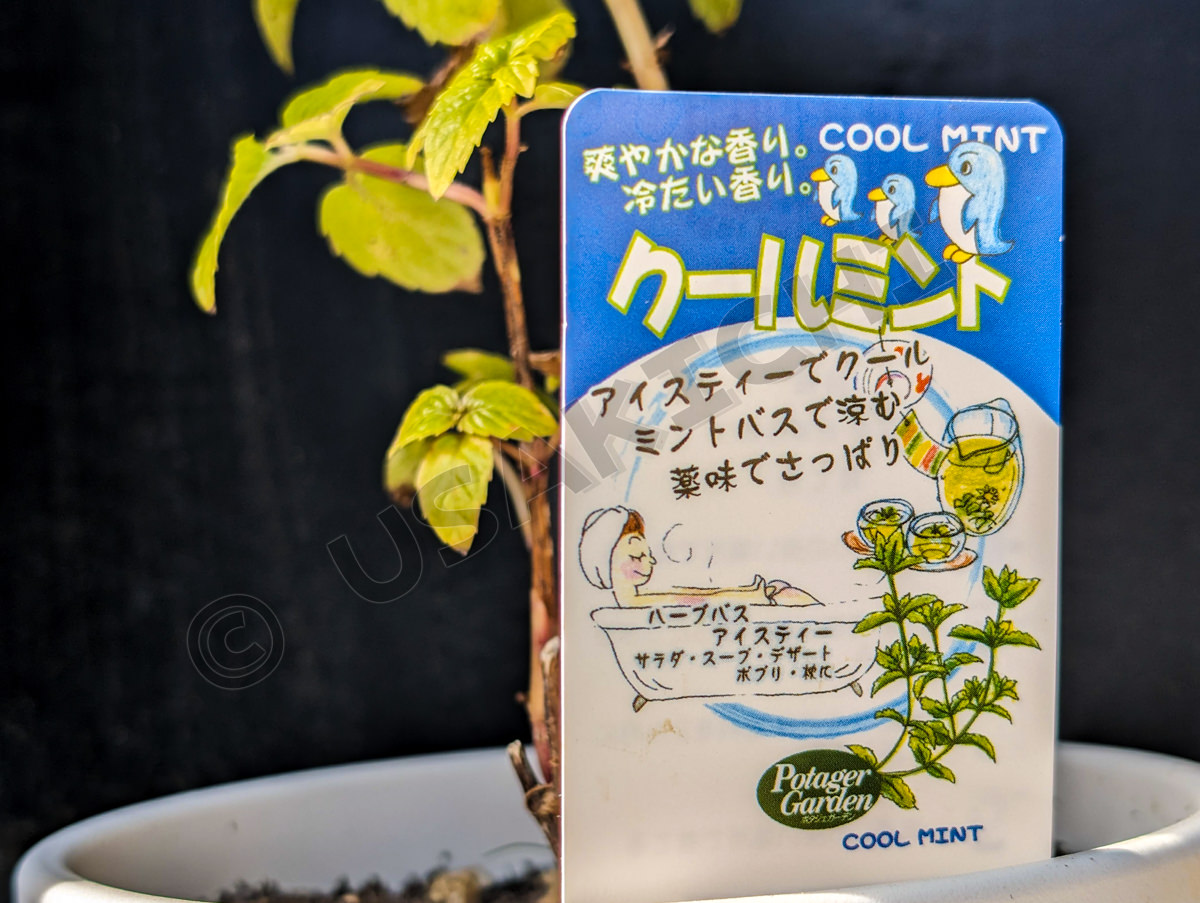 爽やかな香り。
冷たい香り。
COOL MINT
クールミント
アイスティーでクール
ミントバスで涼む
薬味でさっぱり
ハーブバス
アイスティー
サラダ・スープ・デザート
ポプリ・
Potager
Garden
ポタジェガーデン
COOL MINT
© USAKICHI